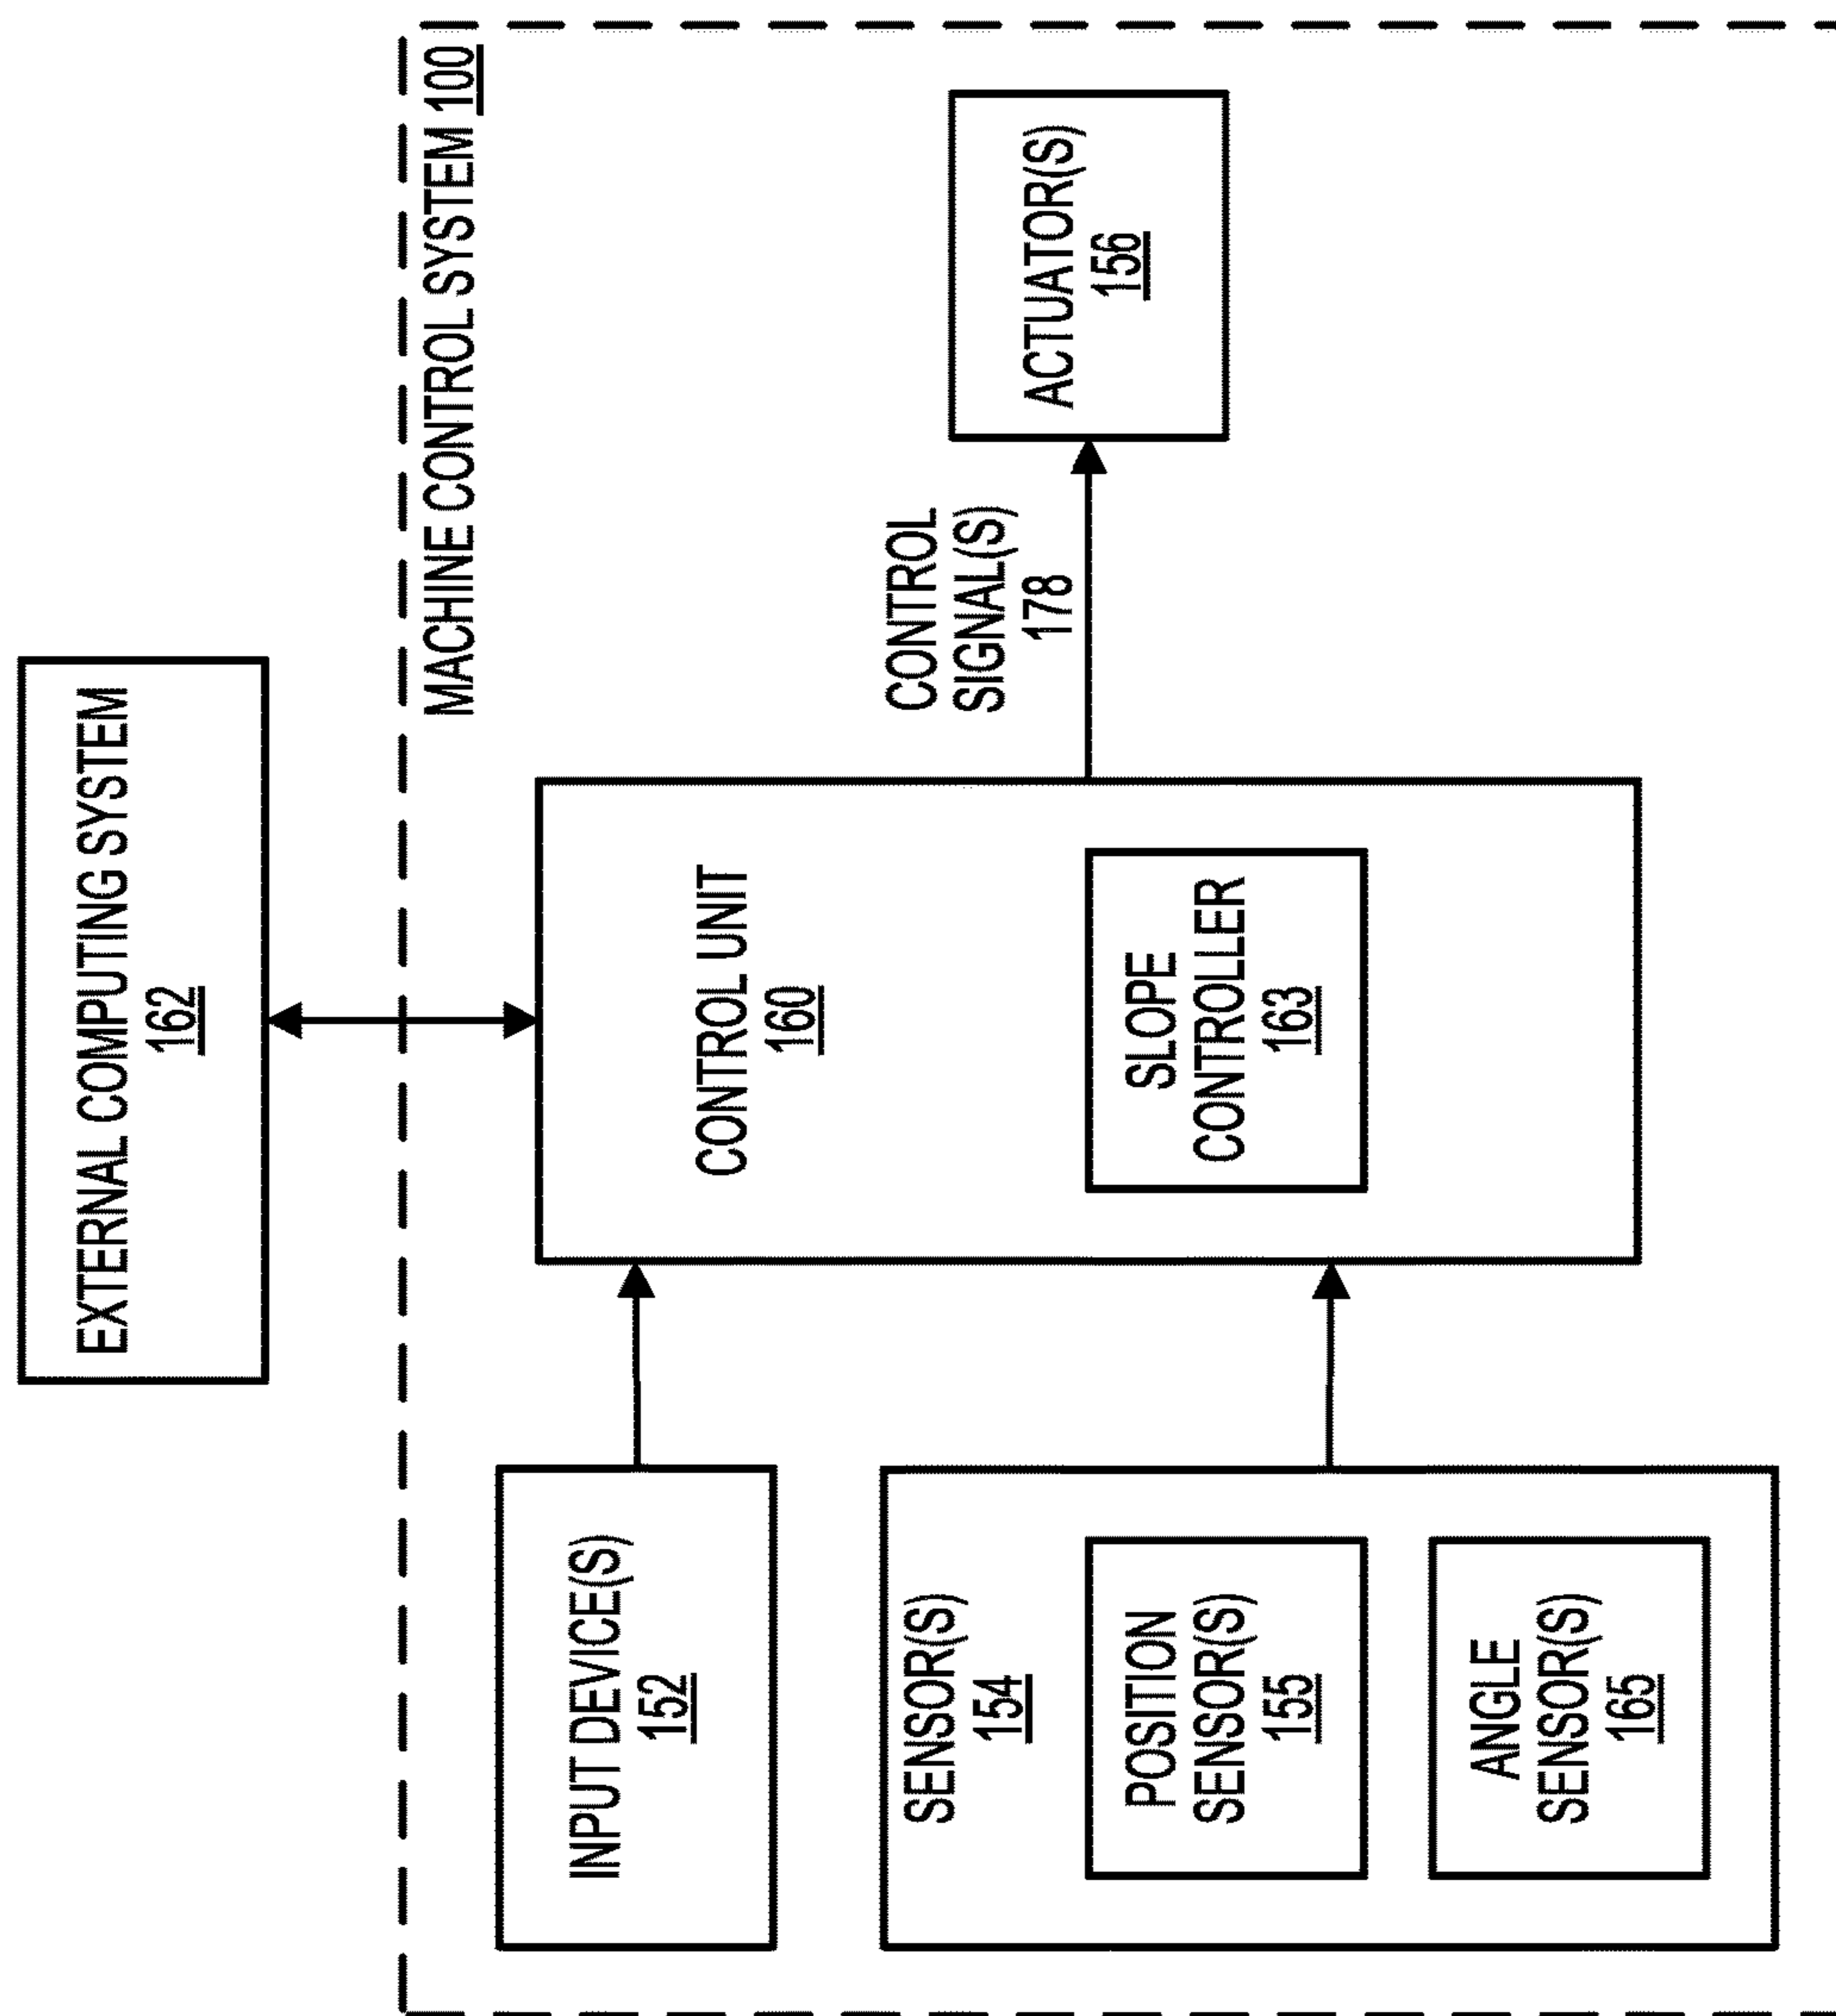 EXTERNAL COMPUTING SYSTEM
162
MACHINE CONTROL SYSTEM 100
INPUT DEVICE(S)
152
CONTROL UNIT
160
SENSOR(S)
154
POSITION
SENSOR(S)
155
ANGLE
SENSOR(S)
165
SLOPE
CONTROLLER
163
CONTROL
SIGNAL(S)
178
ACTUATOR(S)
156